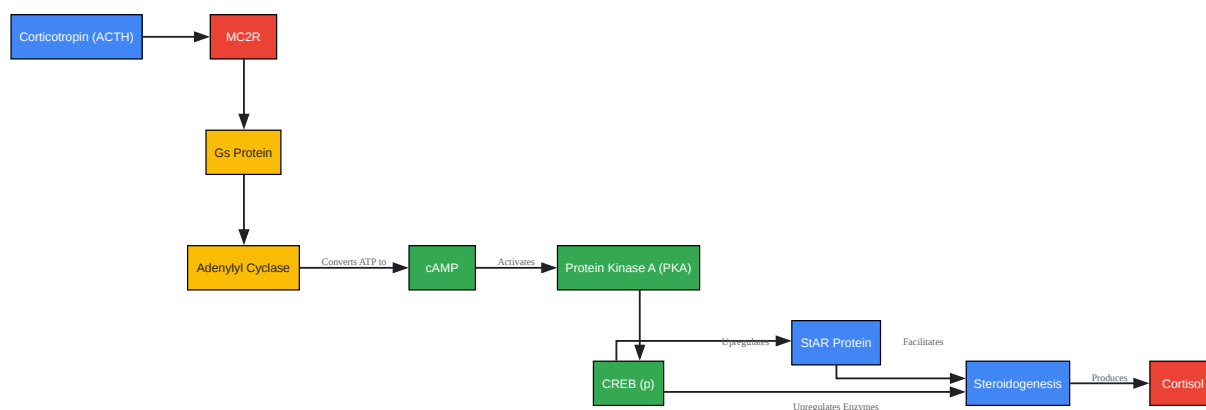 Corticotropin (ACTH)
MC2R
Gs Protein
Adenylyl Cyclase
Converts ATP to
cAMP
Activates
Protein Kinase A (PKA)
Upregulates
StAR Protein
Facilitates
CREB (p)
Upregulates Enzymes
Steroidogenesis
Produces
Cortisol